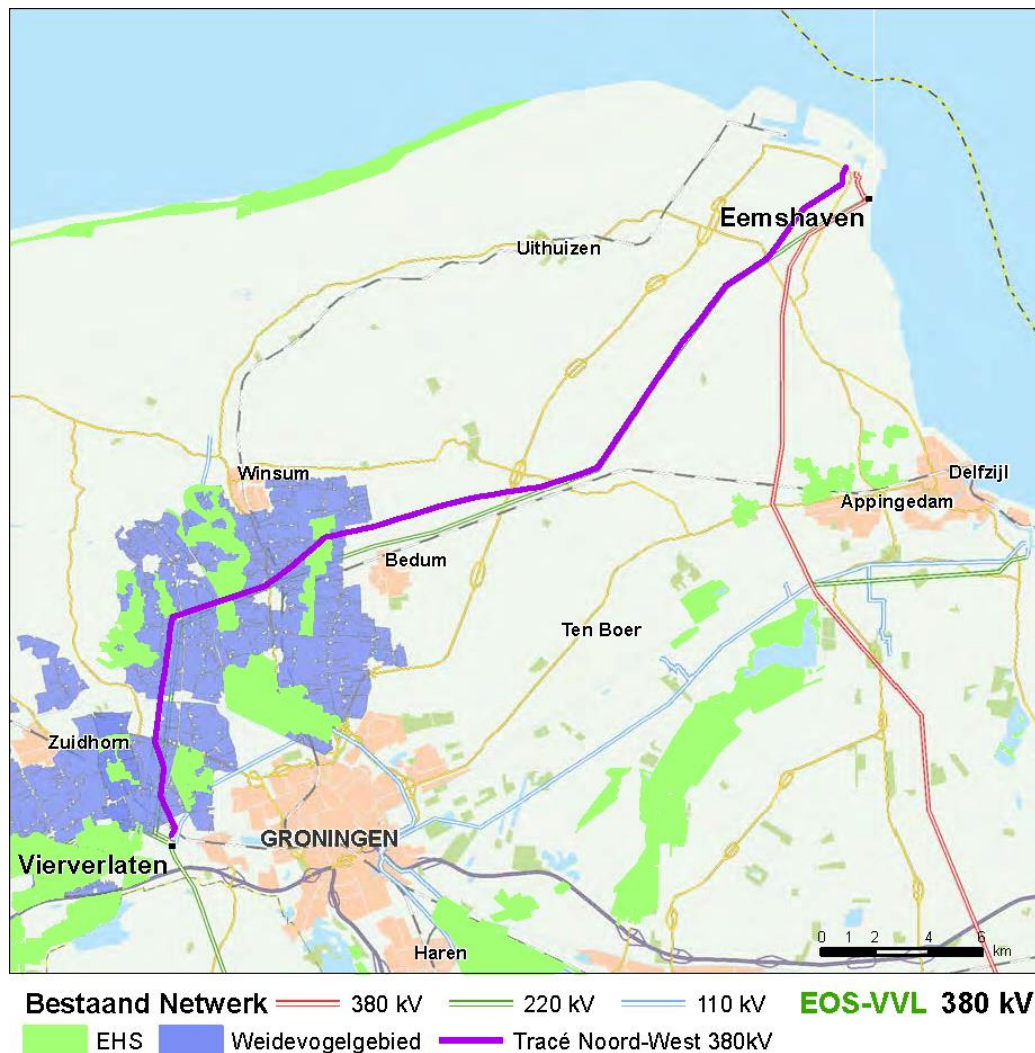 Eemshaven
Uithuizen
Winsum
Delfzijl
Appingedam
Bedum
Ten Boer
Zuidhorn
GRONINGEN
Vierverlaten
Haren
0 1 2 4 6
km
Bestaand Netwerk 380 kV 220 kV 110 kV EOS-VVL 380 kV
EHS Weidevogelgebied Tracé Noord-West 380kV